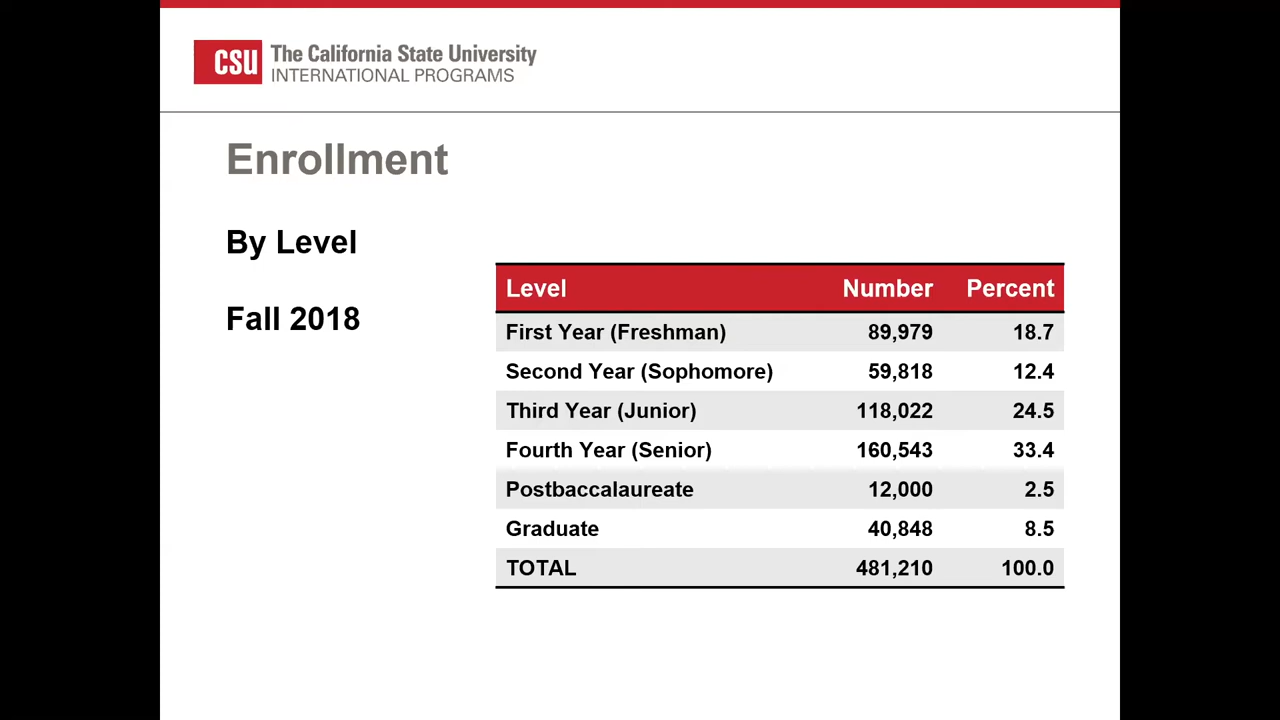 CSU The California State University
INTERNATIONAL PROGRAMS
Enrollment
By Level
Fall 2018
Level Number Percent
First Year (Freshman) 89,979 18.7
Second Year (Sophomore) 59,818 12.4
Third Year (Junior) 118,022 24.5
Fourth Year (Senior) 160,543 33.4
Postbaccalaureate 12,000 2.5
Graduate 40,848 8.5
TOTAL 481,210 100.0